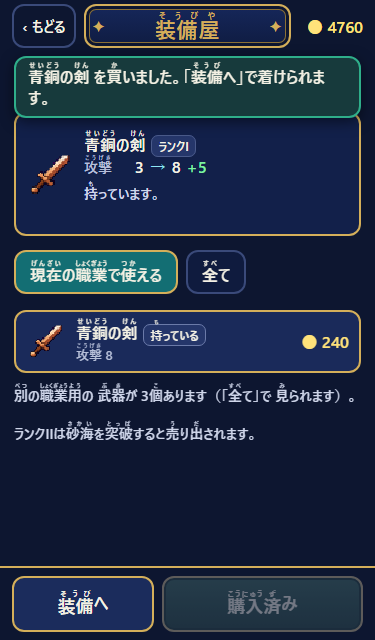 ‹ もどる
装備屋
4760
青銅の剣 を買いました。「装備へ」で着けられま
す。
青銅の剣 ランクI
攻撃 3 → 8 +5
持っています。
現在の職業で使える
全て
青銅の剣 持っている
攻撃 8
240
別の職業用の 武器が 3個あります（「全て」で 見られます）。
ランクIIは砂海を突破すると売り出されます。
装備へ
購入済み